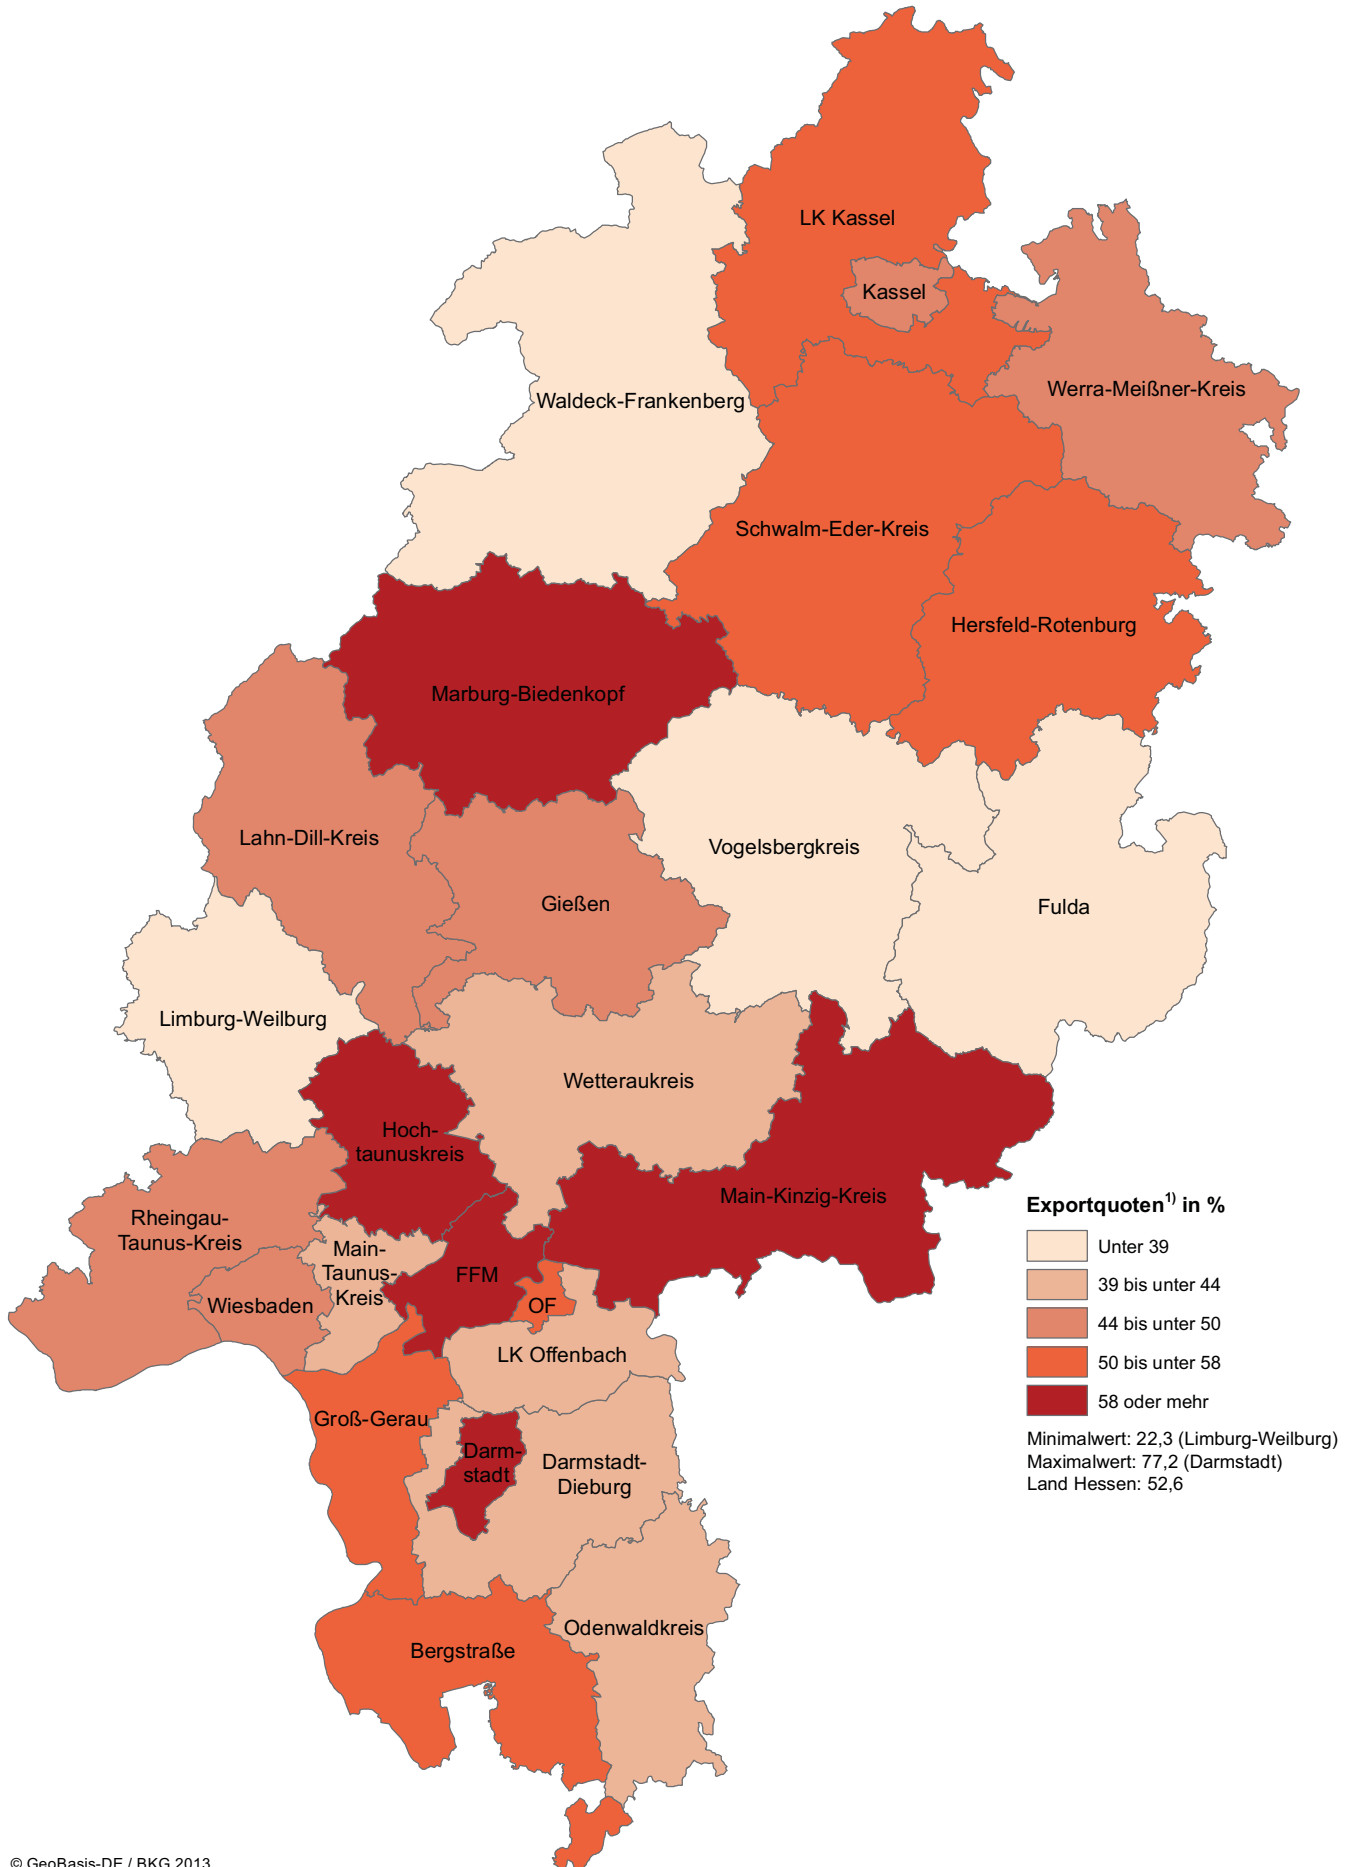 LK Kassel
Kassel
Werra-Meißner-Kreis
Waldeck-Frankenberg
Schwalm-Eder-Kreis
Hersfeld-Rotenburg
Marburg-Biedenkopf
Lahn-Dill-Kreis
Vogelsbergkreis
Gießen
Fulda
Limburg-Weilburg
Wetteraukreis
Hoch-
taunuskreis
Main-Kinzig-Kreis
Rheingau-
Taunus-Kreis
Main-
Taunus-
Kreis
FFM
Wiesbaden
OF
LK Offenbach
Groß-Gerau
Darm-
stadt
Darmstadt-
Dieburg
Odenwaldkreis
Bergstraße
Exportquoten¹⁾ in %
Unter 39
39 bis unter 44
44 bis unter 50
50 bis unter 58
58 oder mehr
Minimalwert: 22,3 (Limburg-Weilburg)
Maximalwert: 77,2 (Darmstadt)
Land Hessen: 52,6
© GeoBasis-DE / BKG 2013